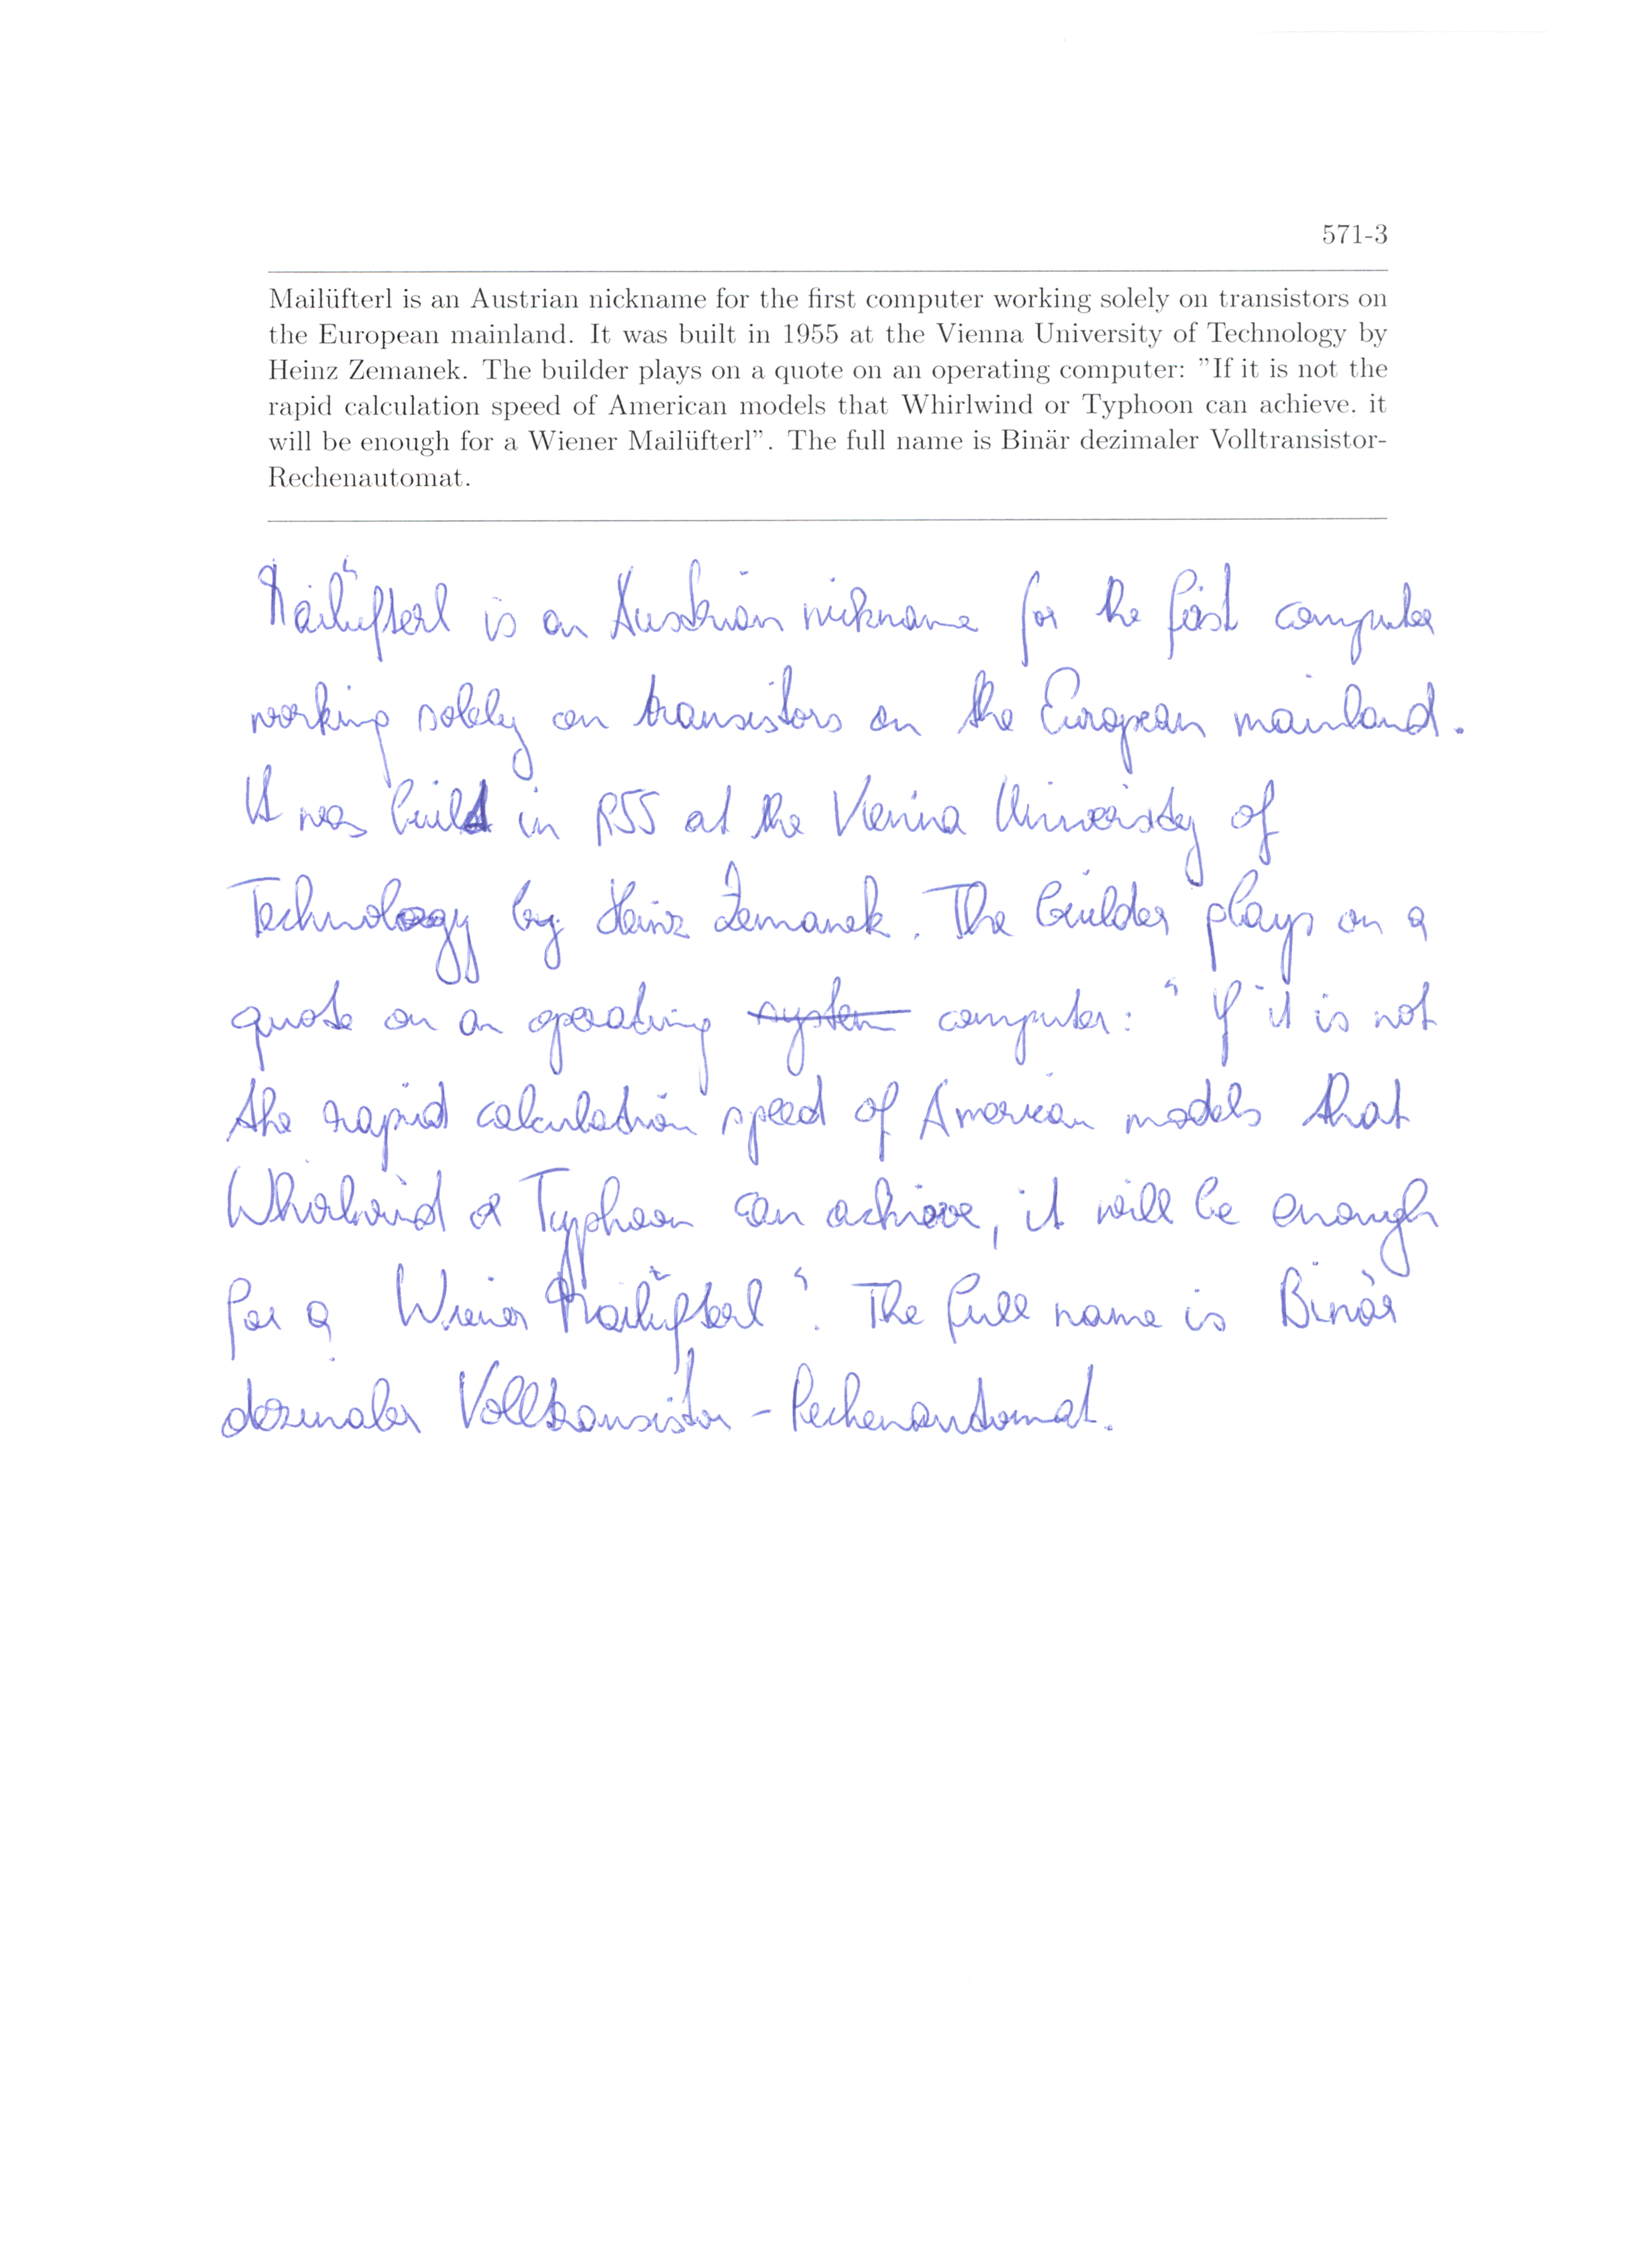 571-3
Mailüfterl is an Austrian nickname for the first computer working solely on transistors on
the European mainland. It was built in 1955 at the Vienna University of Technology by
Heinz Zemanek. The builder plays on a quote on an operating computer: "If it is not the
rapid calculation speed of American models that Whirlwind or Typhoon can achieve. it
will be enough for a Wiener Mailüfterl". The full name is Binär dezimaler Volltransistor-
Rechenautomat.
Mailüfterl is an Austrian nickname for the first computer
working solely on transistors on the European mainland.
It was built in 1955 at the Vienna University of
Technology by Heinz Zemanek. The builder plays on a
quote on an operating system computer: "If it is not
the rapid calculation speed of American models that
Whirlwind or Typhoon can achieve, it will be enough
for a Wiener Mailüfterl". The full name is Binär
dezimaler Volltransistor-Rechenautomat.